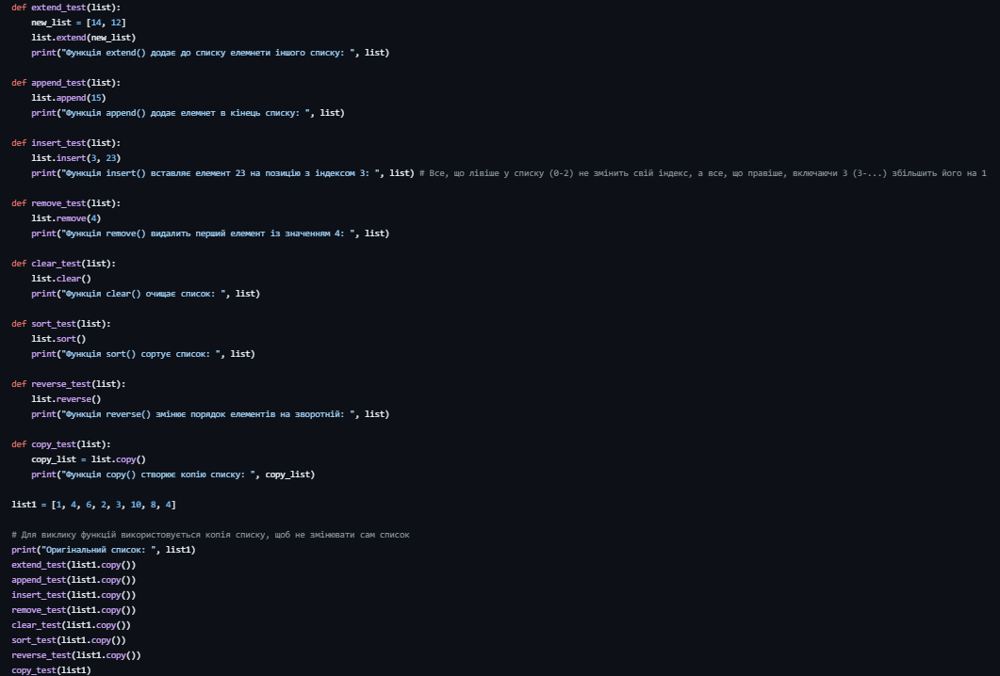 def extend_test(list):
    new_list = [14, 12]
    list.extend(new_list)
    print("Функція extend() додає до списку елемнети іншого списку: ", list)

def append_test(list):
    list.append(15)
    print("Функція append() додає елемнет в кінець списку: ", list)

def insert_test(list):
    list.insert(3, 23)
    print("Функція insert() вставляє елемент 23 на позицію з індексом 3: ", list) # Все, що лівіше у списку (0-2) не змінить свій індекс, а все, що правіше, включаючи 3 (3-...) збільшить його на 1

def remove_test(list):
    list.remove(4)
    print("Функція remove() видалить перший елемент із значенням 4: ", list)

def clear_test(list):
    list.clear()
    print("Функція clear() очищає список: ", list)

def sort_test(list):
    list.sort()
    print("Функція sort() сортує список: ", list)

def reverse_test(list):
    list.reverse()
    print("Функція reverse() змінює порядок елементів на зворотній: ", list)

def copy_test(list):
    copy_list = list.copy()
    print("Функція copy() створює копію списку: ", copy_list)

list1 = [1, 4, 6, 2, 3, 10, 8, 4]

# Для виклику функцій використовується копія списку, щоб не змінювати сам список
print("Оригінальний список: ", list1)
extend_test(list1.copy())
append_test(list1.copy())
insert_test(list1.copy())
remove_test(list1.copy())
clear_test(list1.copy())
sort_test(list1.copy())
reverse_test(list1.copy())
copy_test(list1)